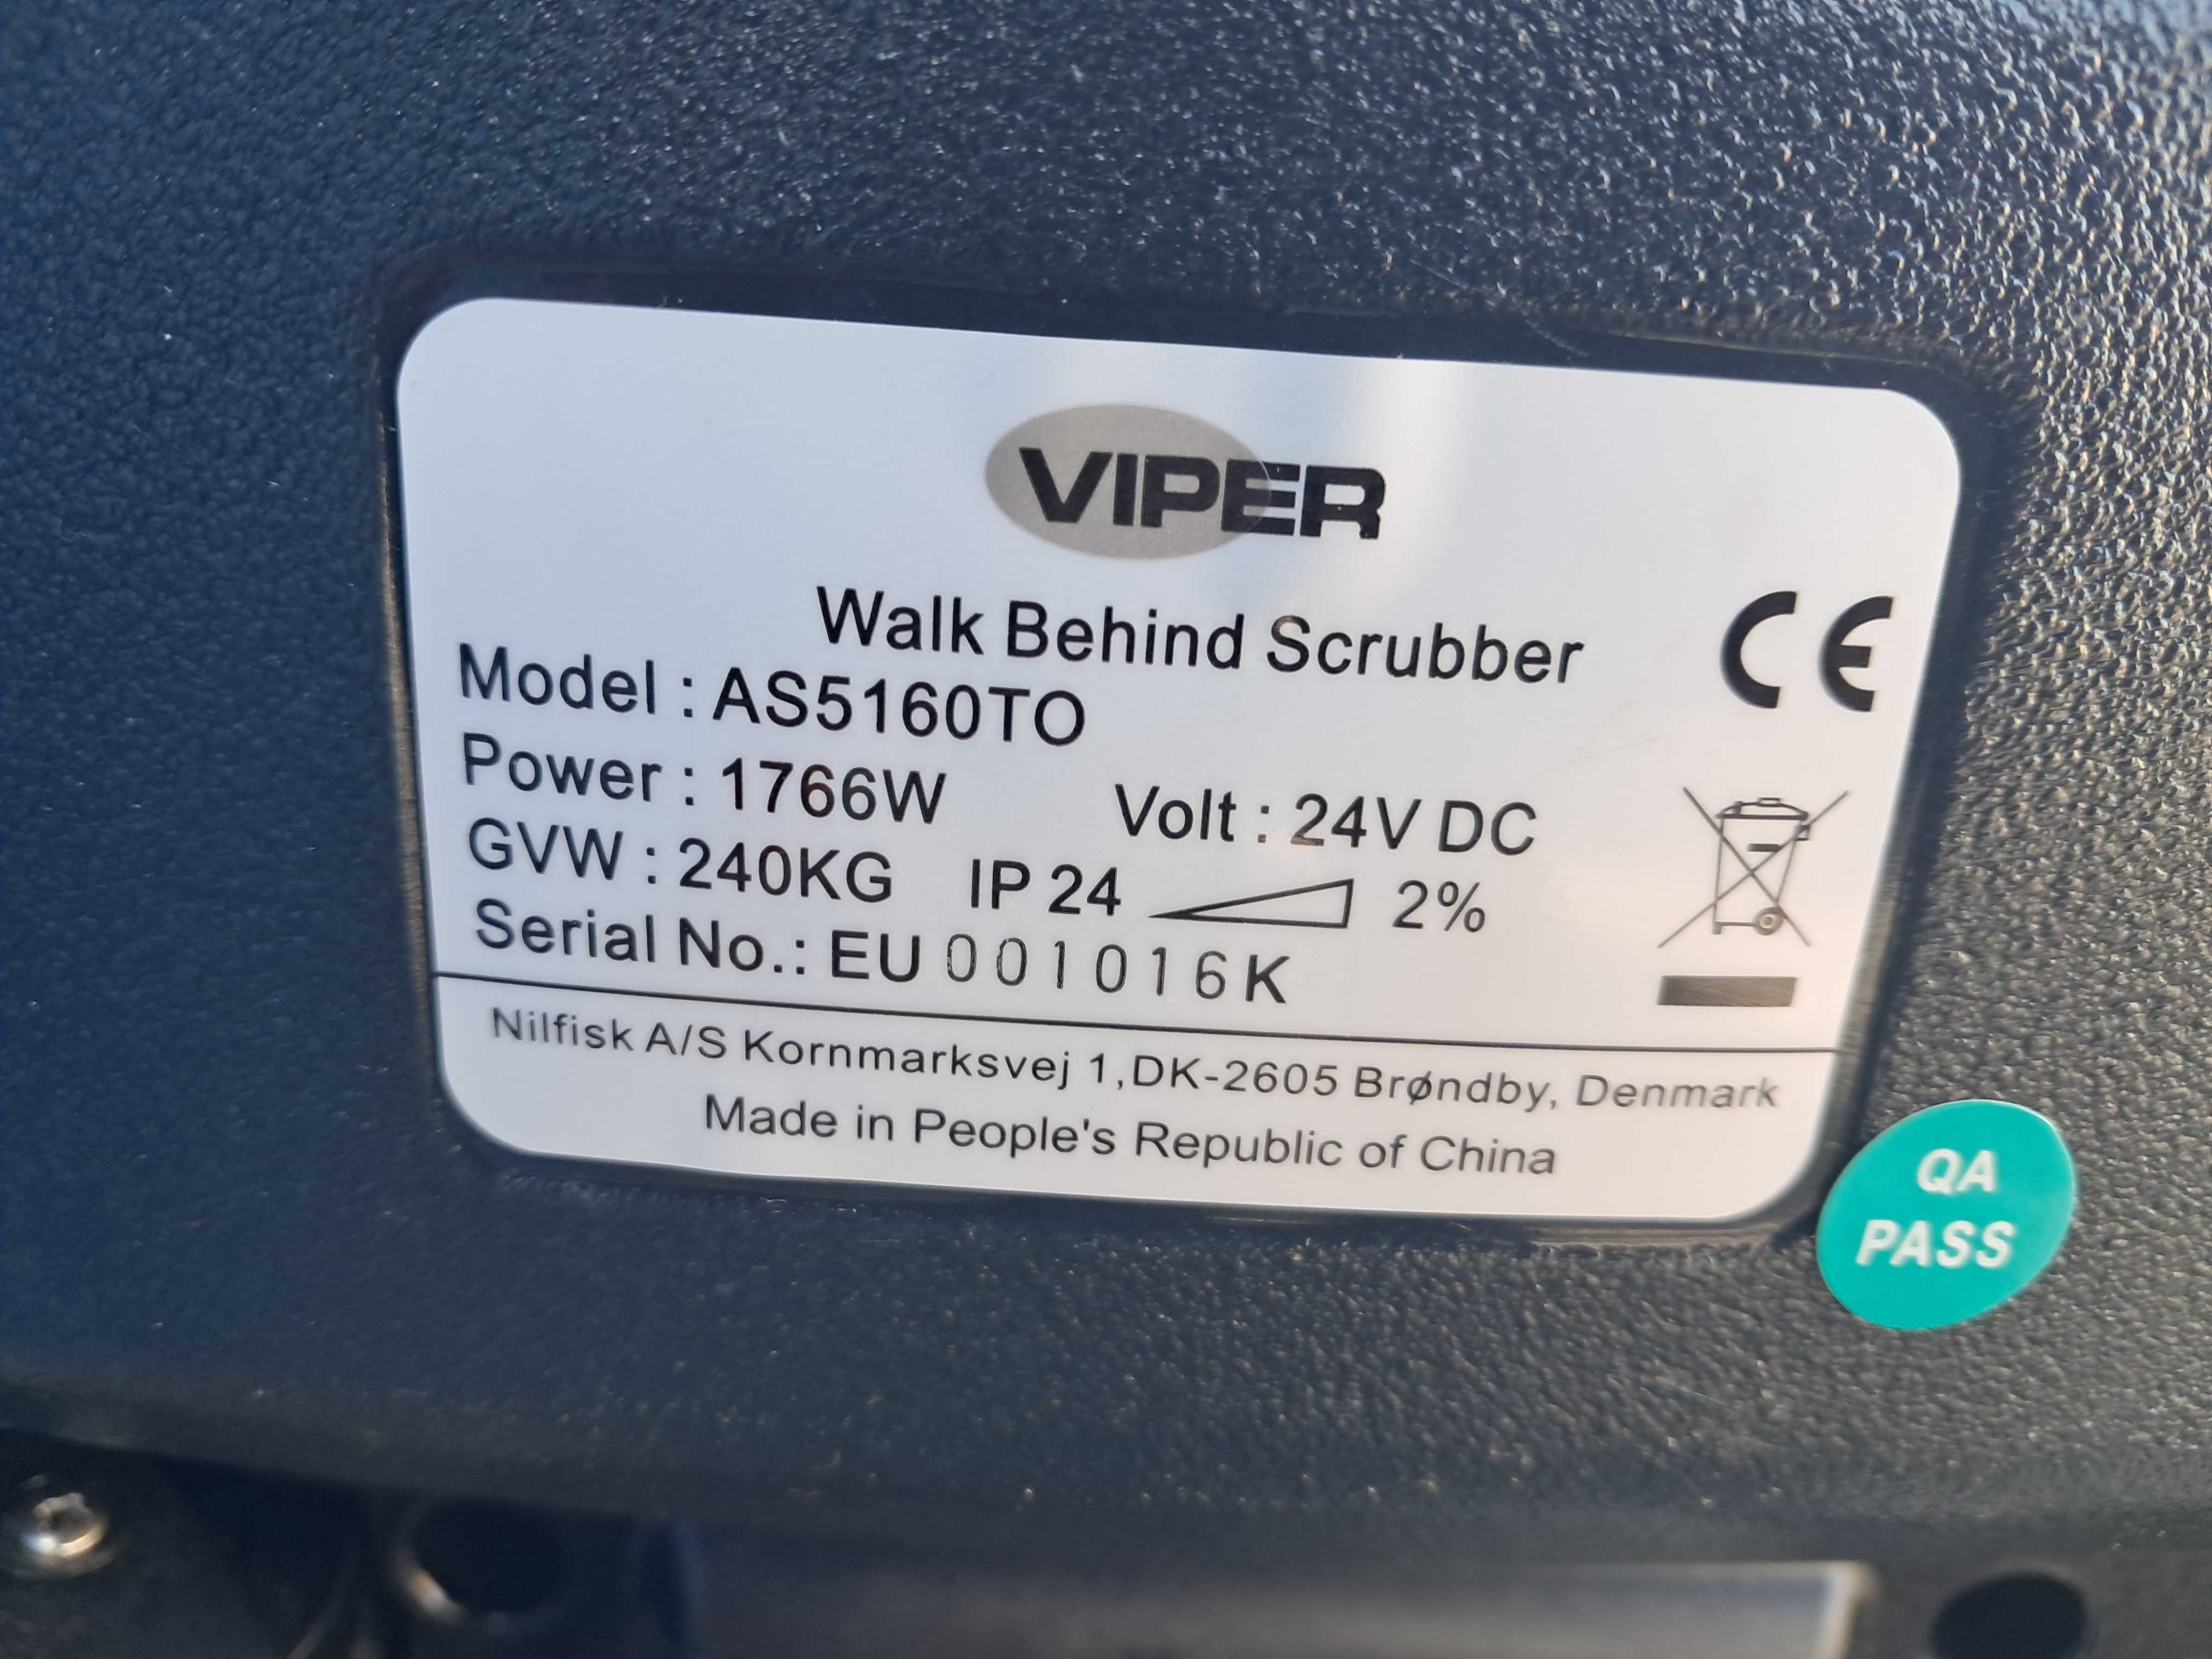 VIPER
Walk Behind Scrubber
CE
Model : AS5160TO
Power : 1766W Volt : 24V DC
GVW : 240KG IP 24 2%
Serial No.: EU 001016K
Nilfisk A/S Kornmarksvej 1,DK-2605 Brøndby, Denmark
Made in People's Republic of China
QA
PASS